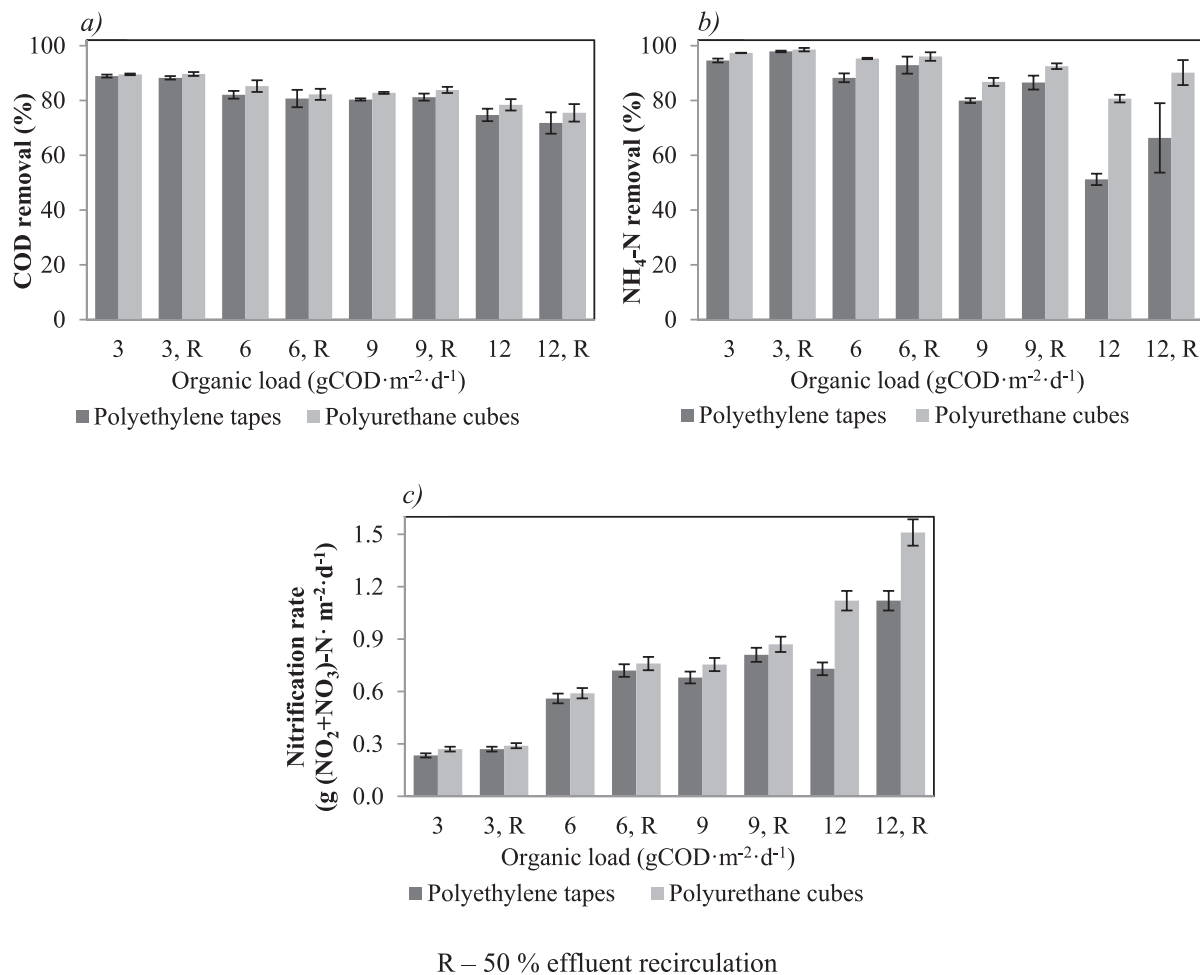 a)
COD removal (%)
100
80
60
40
20
0
3 3, R 6 6, R 9 9, R 12 12, R
Organic load (gCOD·m⁻²·d⁻¹)
Polyethylene tapes Polyurethane cubes
b)
NH₄-N removal (%)
100
80
60
40
20
0
3 3, R 6 6, R 9 9, R 12 12, R
Organic load (gCOD·m⁻²·d⁻¹)
Polyethylene tapes Polyurethane cubes
c)
Nitrification rate
(g (NO₂+NO₃)-N· m⁻²·d⁻¹)
1.5
1.2
0.9
0.6
0.3
0.0
3 3, R 6 6, R 9 9, R 12 12, R
Organic load (gCOD·m⁻²·d⁻¹)
Polyethylene tapes Polyurethane cubes
R – 50 % effluent recirculation